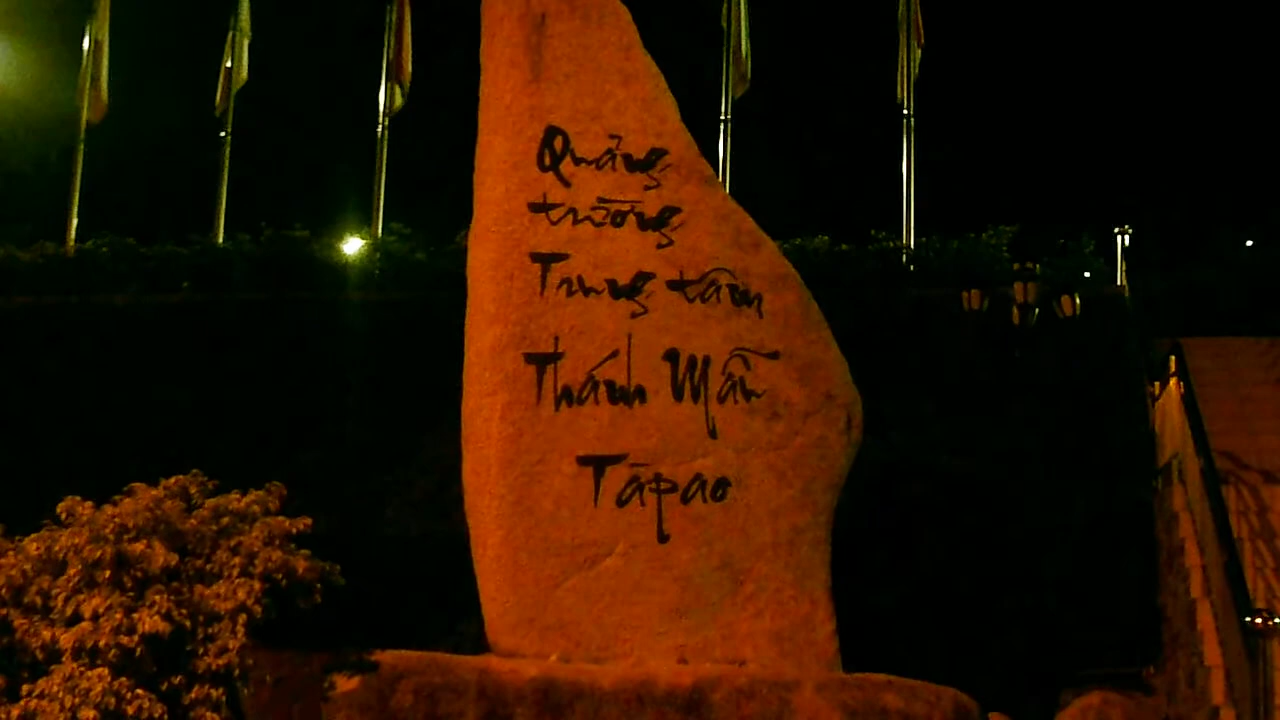 Quảng
trường
Trung tâm
Thánh Mẫu
Tàpao